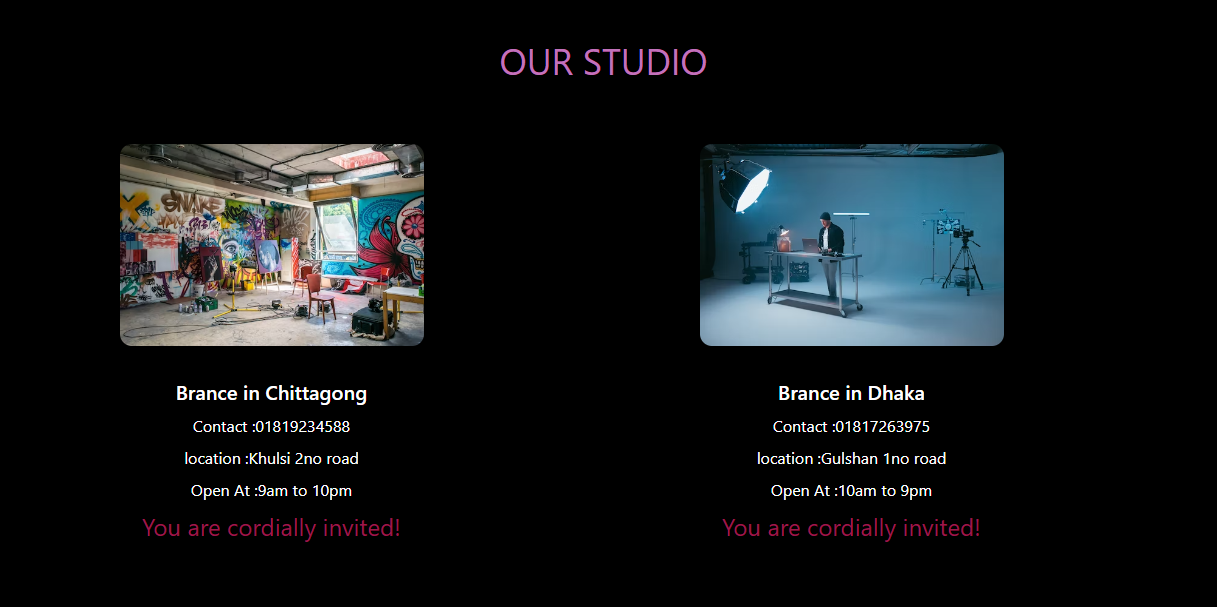 OUR STUDIO
SNAKE
Brance in Chittagong
Contact :01819234588
location :Khulsi 2no road
Open At :9am to 10pm
You are cordially invited!
Brance in Dhaka
Contact :01817263975
location :Gulshan 1no road
Open At :10am to 9pm
You are cordially invited!